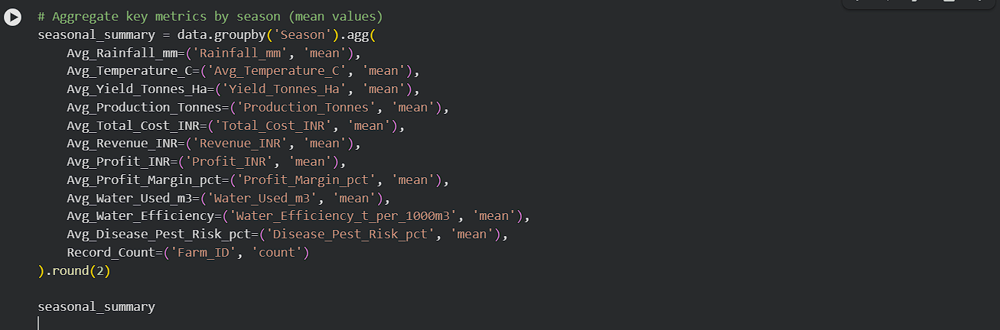 # Aggregate key metrics by season (mean values)
seasonal_summary = data.groupby('Season').agg(
    Avg_Rainfall_mm=('Rainfall_mm', 'mean'),
    Avg_Temperature_C=('Avg_Temperature_C', 'mean'),
    Avg_Yield_Tonnes_Ha=('Yield_Tonnes_Ha', 'mean'),
    Avg_Production_Tonnes=('Production_Tonnes', 'mean'),
    Avg_Total_Cost_INR=('Total_Cost_INR', 'mean'),
    Avg_Revenue_INR=('Revenue_INR', 'mean'),
    Avg_Profit_INR=('Profit_INR', 'mean'),
    Avg_Profit_Margin_pct=('Profit_Margin_pct', 'mean'),
    Avg_Water_Used_m3=('Water_Used_m3', 'mean'),
    Avg_Water_Efficiency=('Water_Efficiency_t_per_1000m3', 'mean'),
    Avg_Disease_Pest_Risk_pct=('Disease_Pest_Risk_pct', 'mean'),
    Record_Count=('Farm_ID', 'count')
).round(2)
seasonal_summary